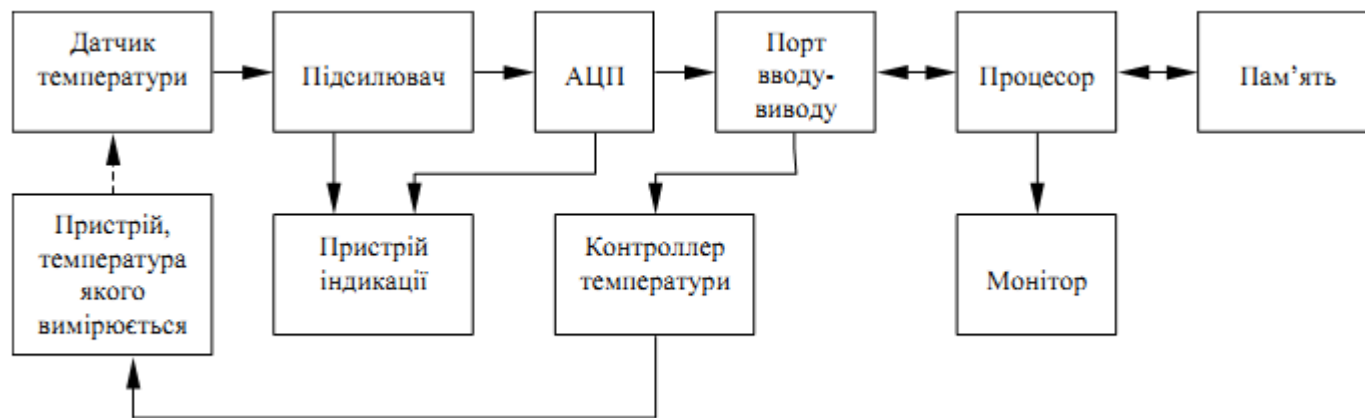 Датчик
температури
Підсилювач
АЦП
Порт
вводу-
виводу
Процесор
Пам’ять
Пристрій,
температура
якого
вимірюється
Пристрій
індикації
Контроллер
температури
Монітор